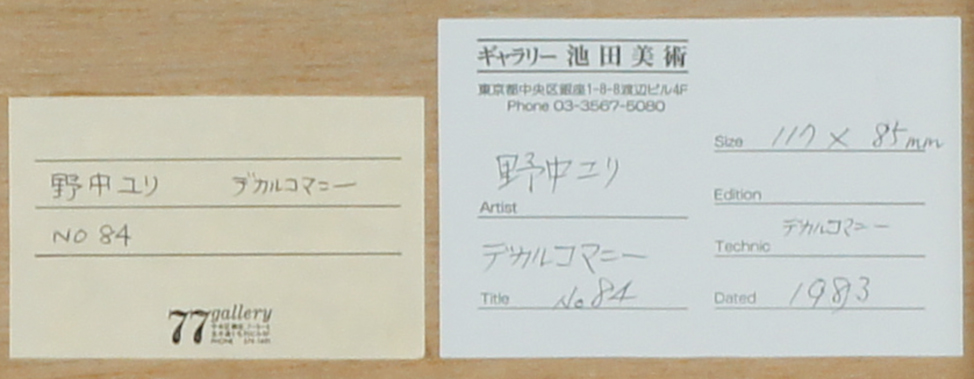 野中ユリ デカルコマニー
NO 84
77 gallery
ギャラリー 池田美術
東京都中央区銀座1-8-8渡辺ビル4F
Phone 03-3567-5080
野中ユリ
Artist
デカルコマニー
Title No.84
Size 117 × 85mm
Edition
デカルコマニー
Technic
Dated 1983